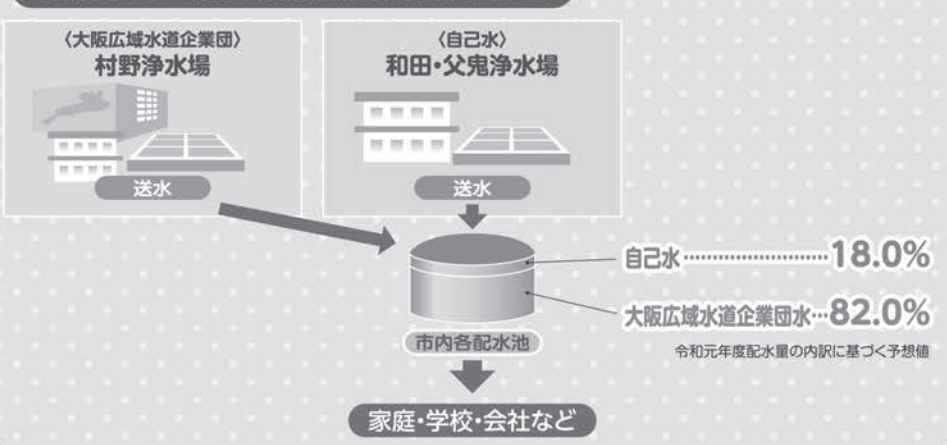 〈大阪広域水道企業団〉
村野浄水場
送水
〈自己水〉
和田・父鬼浄水場
送水
自己水……………………18.0%
大阪広域水道企業団水…82.0%
令和元年度配水量の内訳に基づく予想値
市内各配水池
家庭・学校・会社など